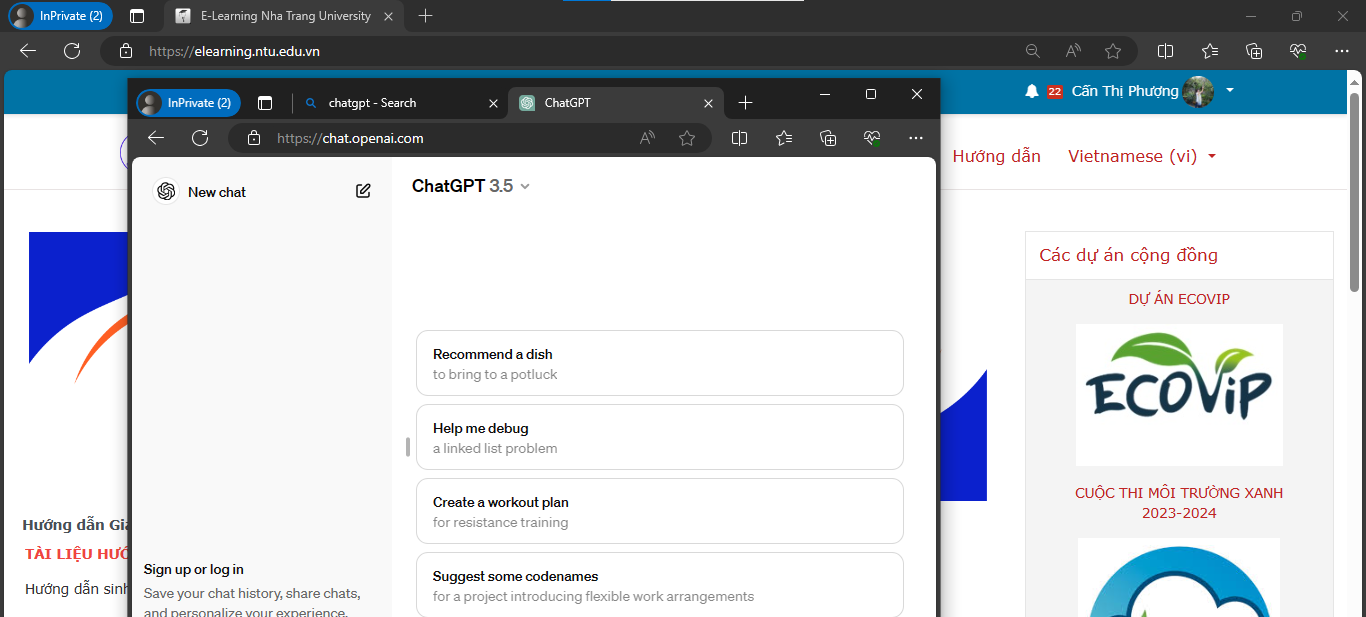 InPrivate (2)
E-Learning Nha Trang University
https://elearning.ntu.edu.vn
22
Cấn Thị Phượng
InPrivate (2)
chatgpt - Search
ChatGPT
https://chat.openai.com
Hướng dẫn
Vietnamese (vi)
New chat
ChatGPT 3.5
Recommend a dish
to bring to a potluck
Help me debug
a linked list problem
Create a workout plan
for resistance training
Suggest some codenames
for a project introducing flexible work arrangements
Sign up or log in
Save your chat history, share chats,
and personalize your experience.
Hướng dẫn
TÀI LIỆU
Hướng dẫn sinh
Các dự án cộng đồng
DỰ ÁN ECOVIP
ECOViP
CUỘC THI MÔI TRƯỜNG XANH
2023-2024